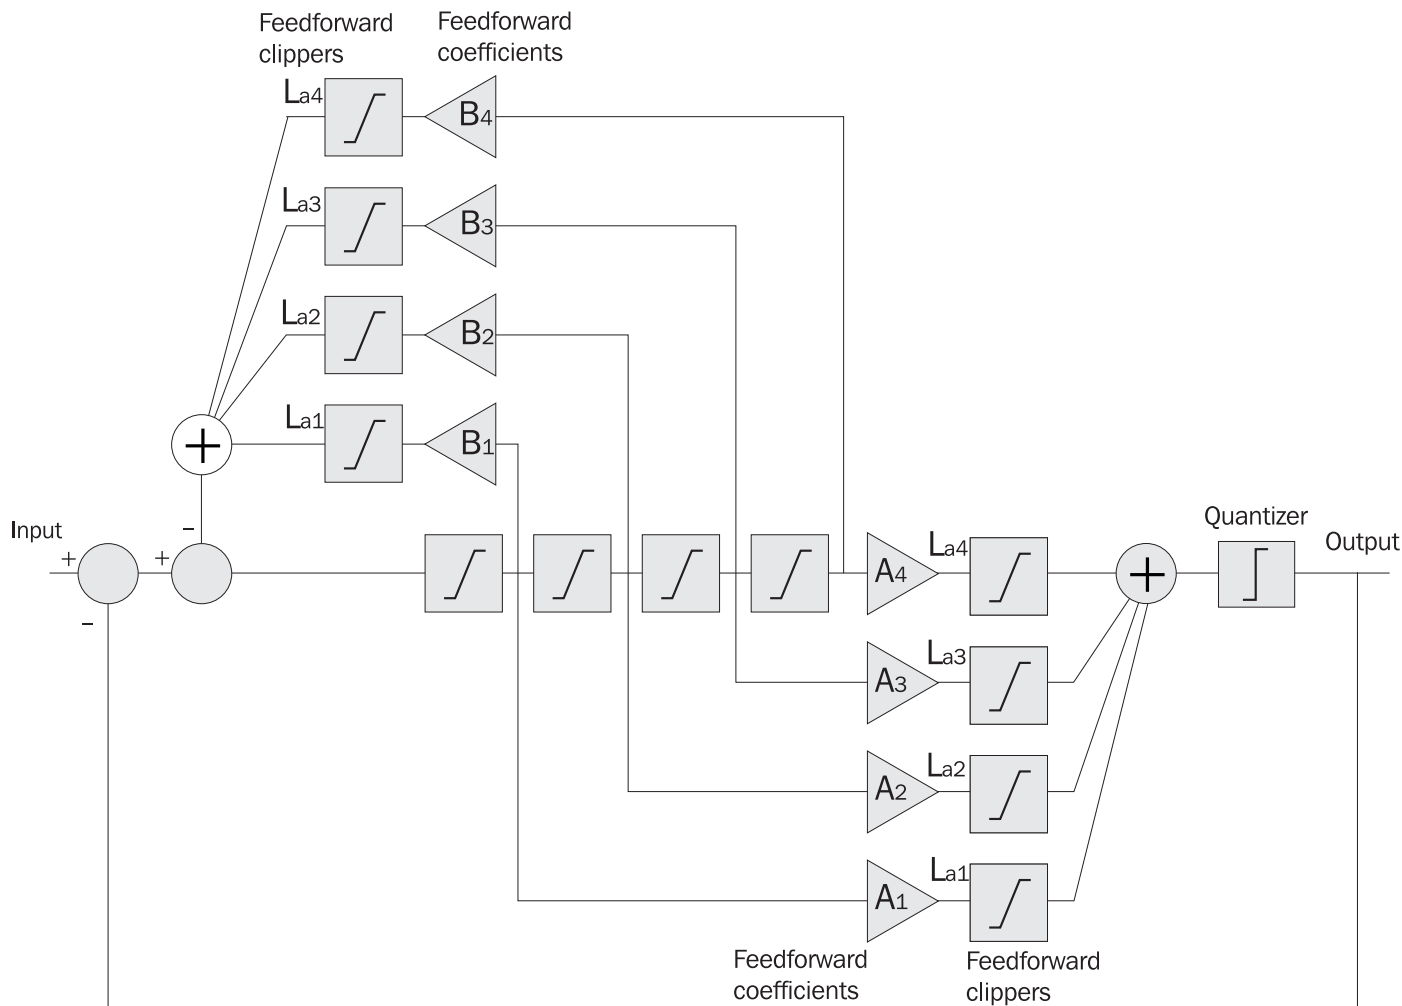 Feedforward
clippers
Feedforward
coefficients
La4
B4
La3
B3
La2
B2
La1
B1
+
Input
+
−
+
−
A4
La4
+
Quantizer
Output
A3
La3
A2
La2
A1
La1
Feedforward
coefficients
Feedforward
clippers